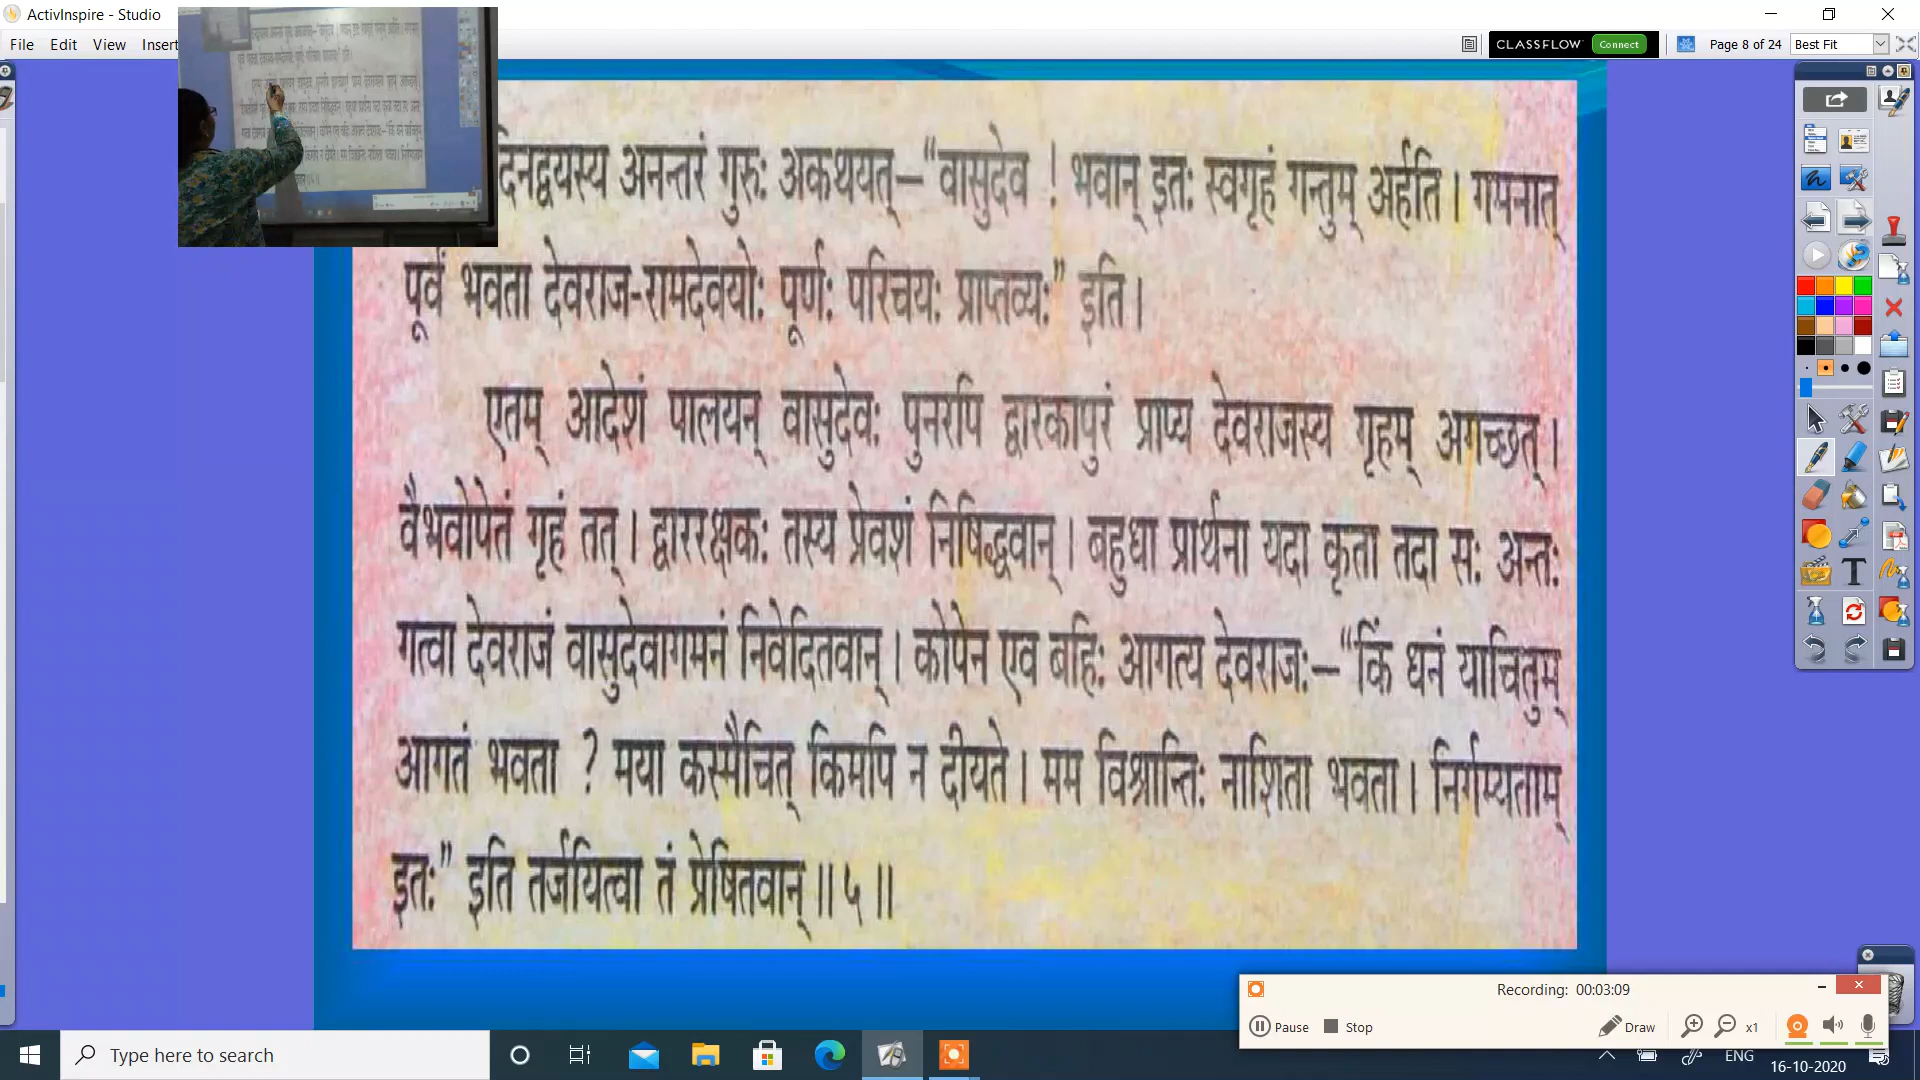 ActivInspire - Studio
File Edit View Insert
CLASSFLOW Connect Page 8 of 24 Best Fit
दिनद्वयस्य अनन्तरं गुरुः अकथयत्–“वासुदेव ! भवान् इतः स्वगृहं गन्तुम् अर्हति । गमनात्
पूर्वं भवता देवराज-रामदेवयोः पूर्णः परिचयः प्राप्तव्यः” इति ।
एतम् आदेशं पालयन् वासुदेवः पुनरपि द्वारकापुरं प्राप्य देवराजस्य गृहम् अगच्छत् ।
वैभवोपेतं गृहं तत् । द्वाररक्षकः तस्य प्रेवशं निषिद्धवान् । बहुधा प्रार्थना यदा कृता तदा सः अन्तः
गत्वा देवराजं वासुदेवागमनं निवेदितवान् । कोपेन एव बहिः आगत्य देवराजः–“किं धनं याचितुम्
आगतं भवता ? मया कस्मैचित् किमपि न दीयते । मम विश्रान्तिः नाशिता भवता । निर्गम्यताम्
इतः” इति तर्जयित्वा तं प्रेषितवान् ॥ ५ ॥
Recording: 00:03:09
Pause Stop Draw x1
Type here to search
ENG
16-10-2020